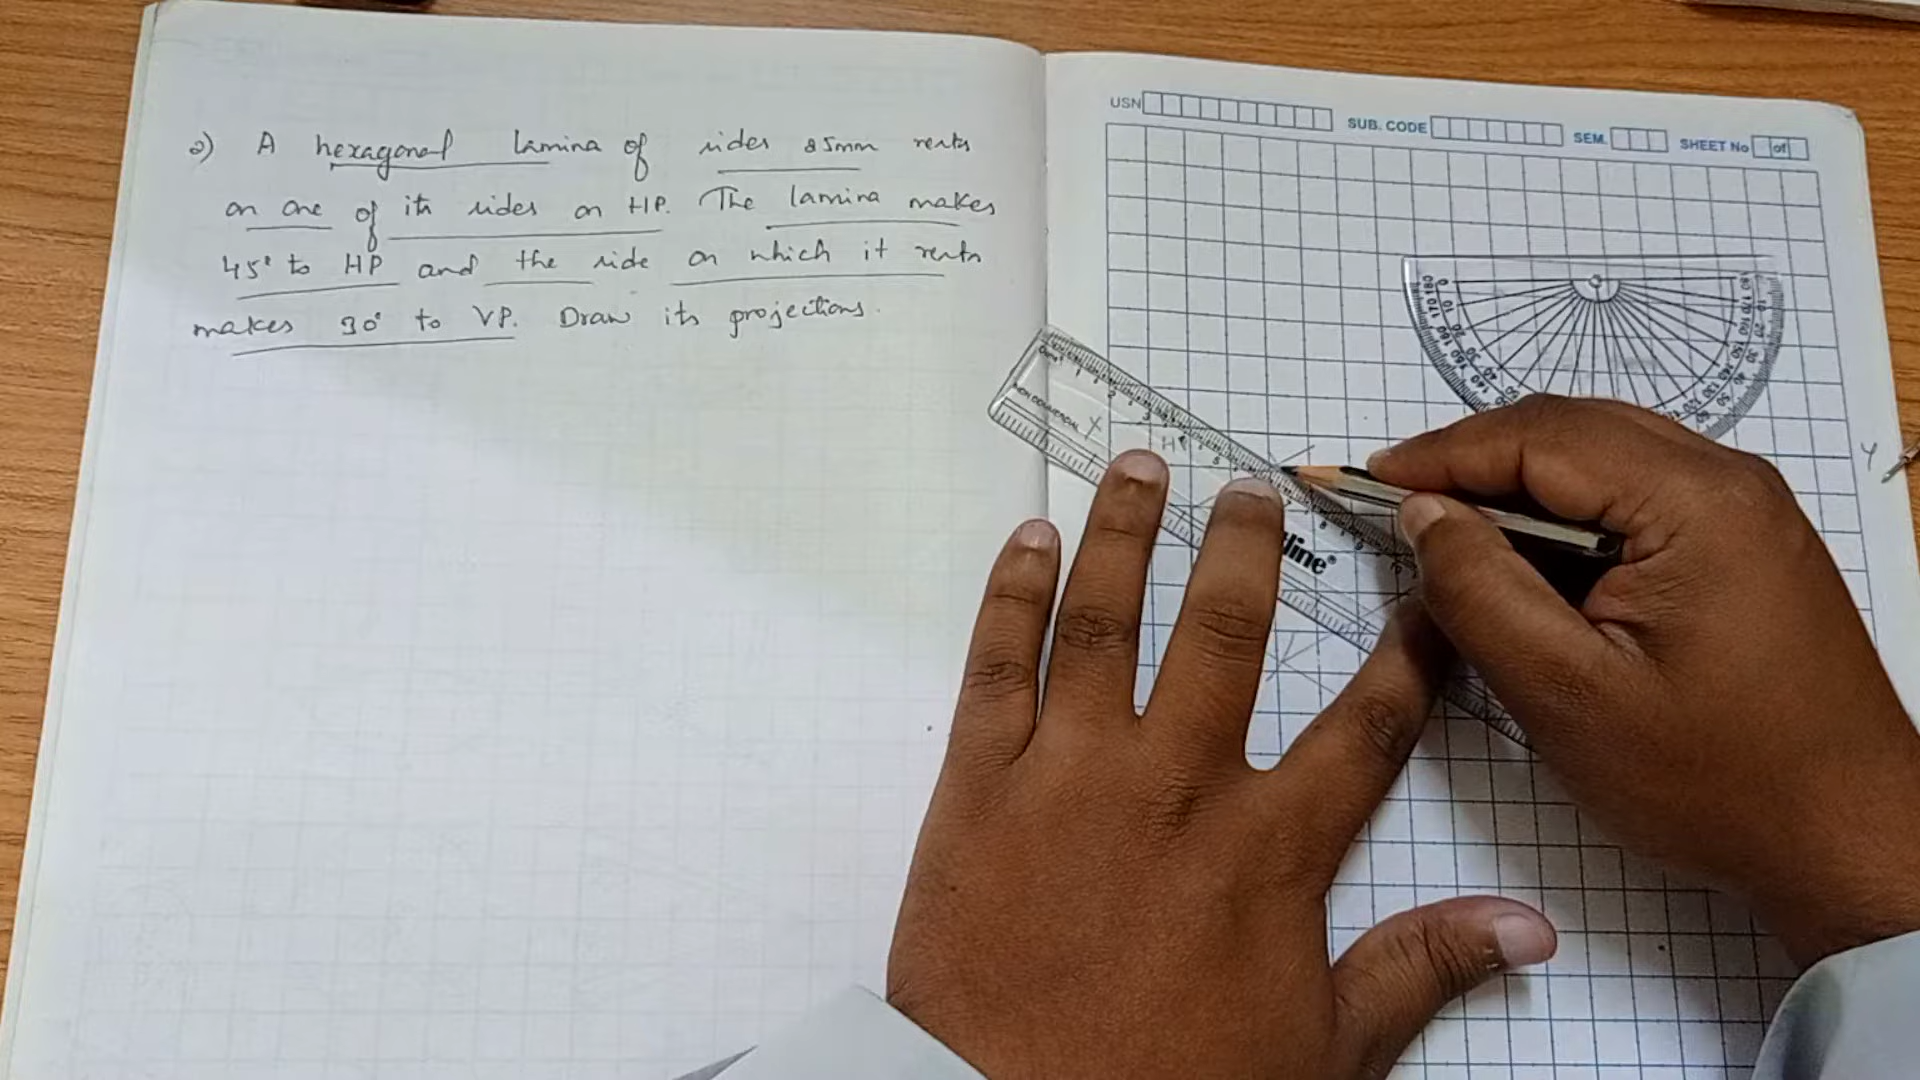 2) A hexagonal lamina of sides 25mm rests
on one of its sides on HP. The lamina makes
45° to HP and the side on which it rests
makes 30° to VP. Draw its projections.
USN SUB. CODE SEM. SHEET No of
X HP
Y
line®